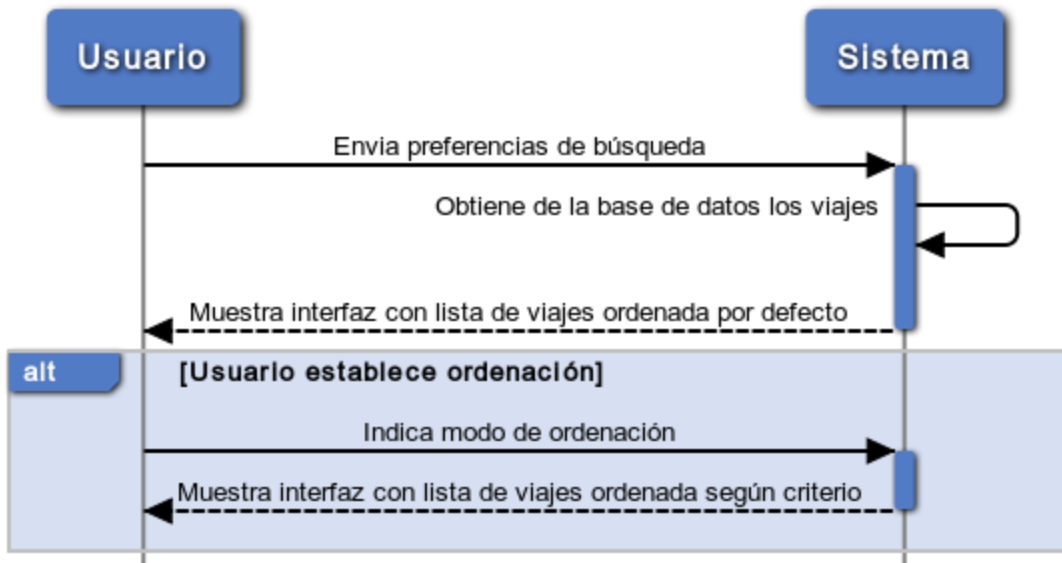 Usuario
Sistema
Envia preferencias de búsqueda
Obtiene de la base de datos los viajes
Muestra interfaz con lista de viajes ordenada por defecto
alt
[Usuario establece ordenación]
Indica modo de ordenación
Muestra interfaz con lista de viajes ordenada según criterio